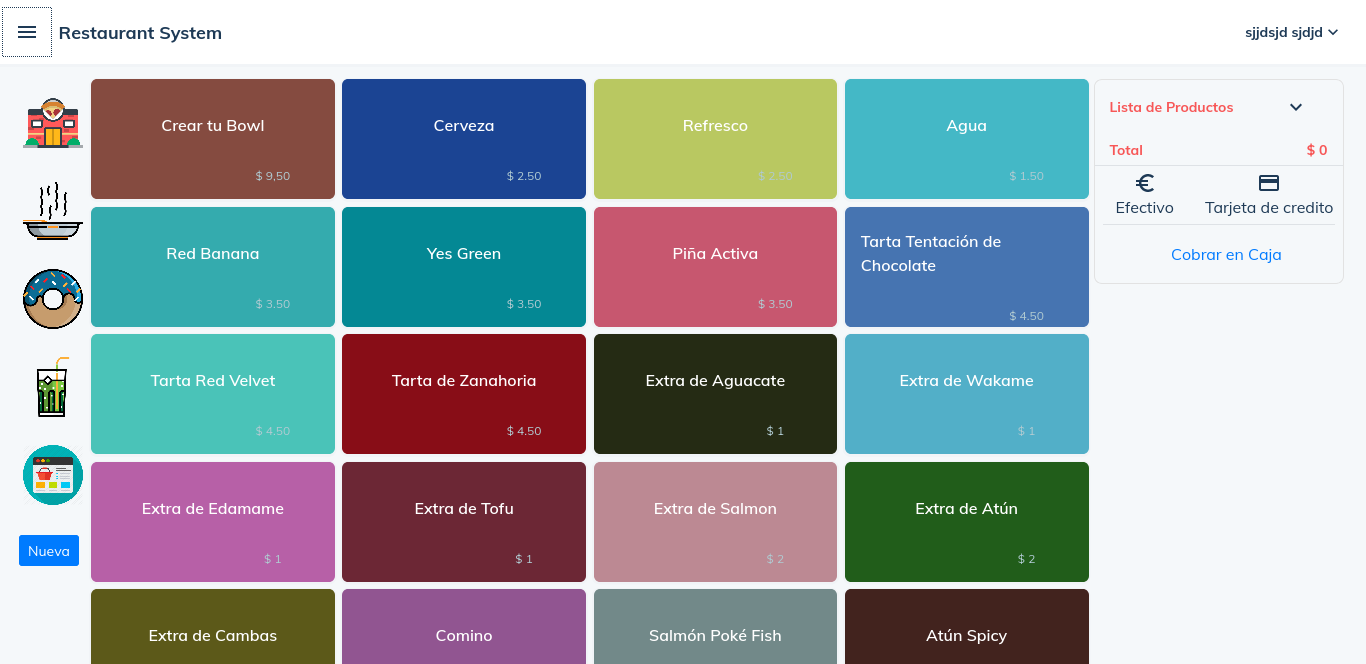 Restaurant System
sjjdsjd sjdjd
Crear tu Bowl
$ 9,50
Cerveza
$ 2.50
Refresco
$ 2.50
Agua
$ 1.50
Lista de Productos
Total $ 0
Efectivo
Tarjeta de credito
Cobrar en Caja
Red Banana
$ 3.50
Yes Green
$ 3.50
Piña Activa
$ 3.50
Tarta Tentación de
Chocolate
$ 4.50
Tarta Red Velvet
$ 4.50
Tarta de Zanahoria
$ 4.50
Extra de Aguacate
$ 1
Extra de Wakame
$ 1
Extra de Edamame
$ 1
Extra de Tofu
$ 1
Extra de Salmon
$ 2
Extra de Atún
$ 2
Nueva
Extra de Cambas
Comino
Salmón Poké Fish
Atún Spicy